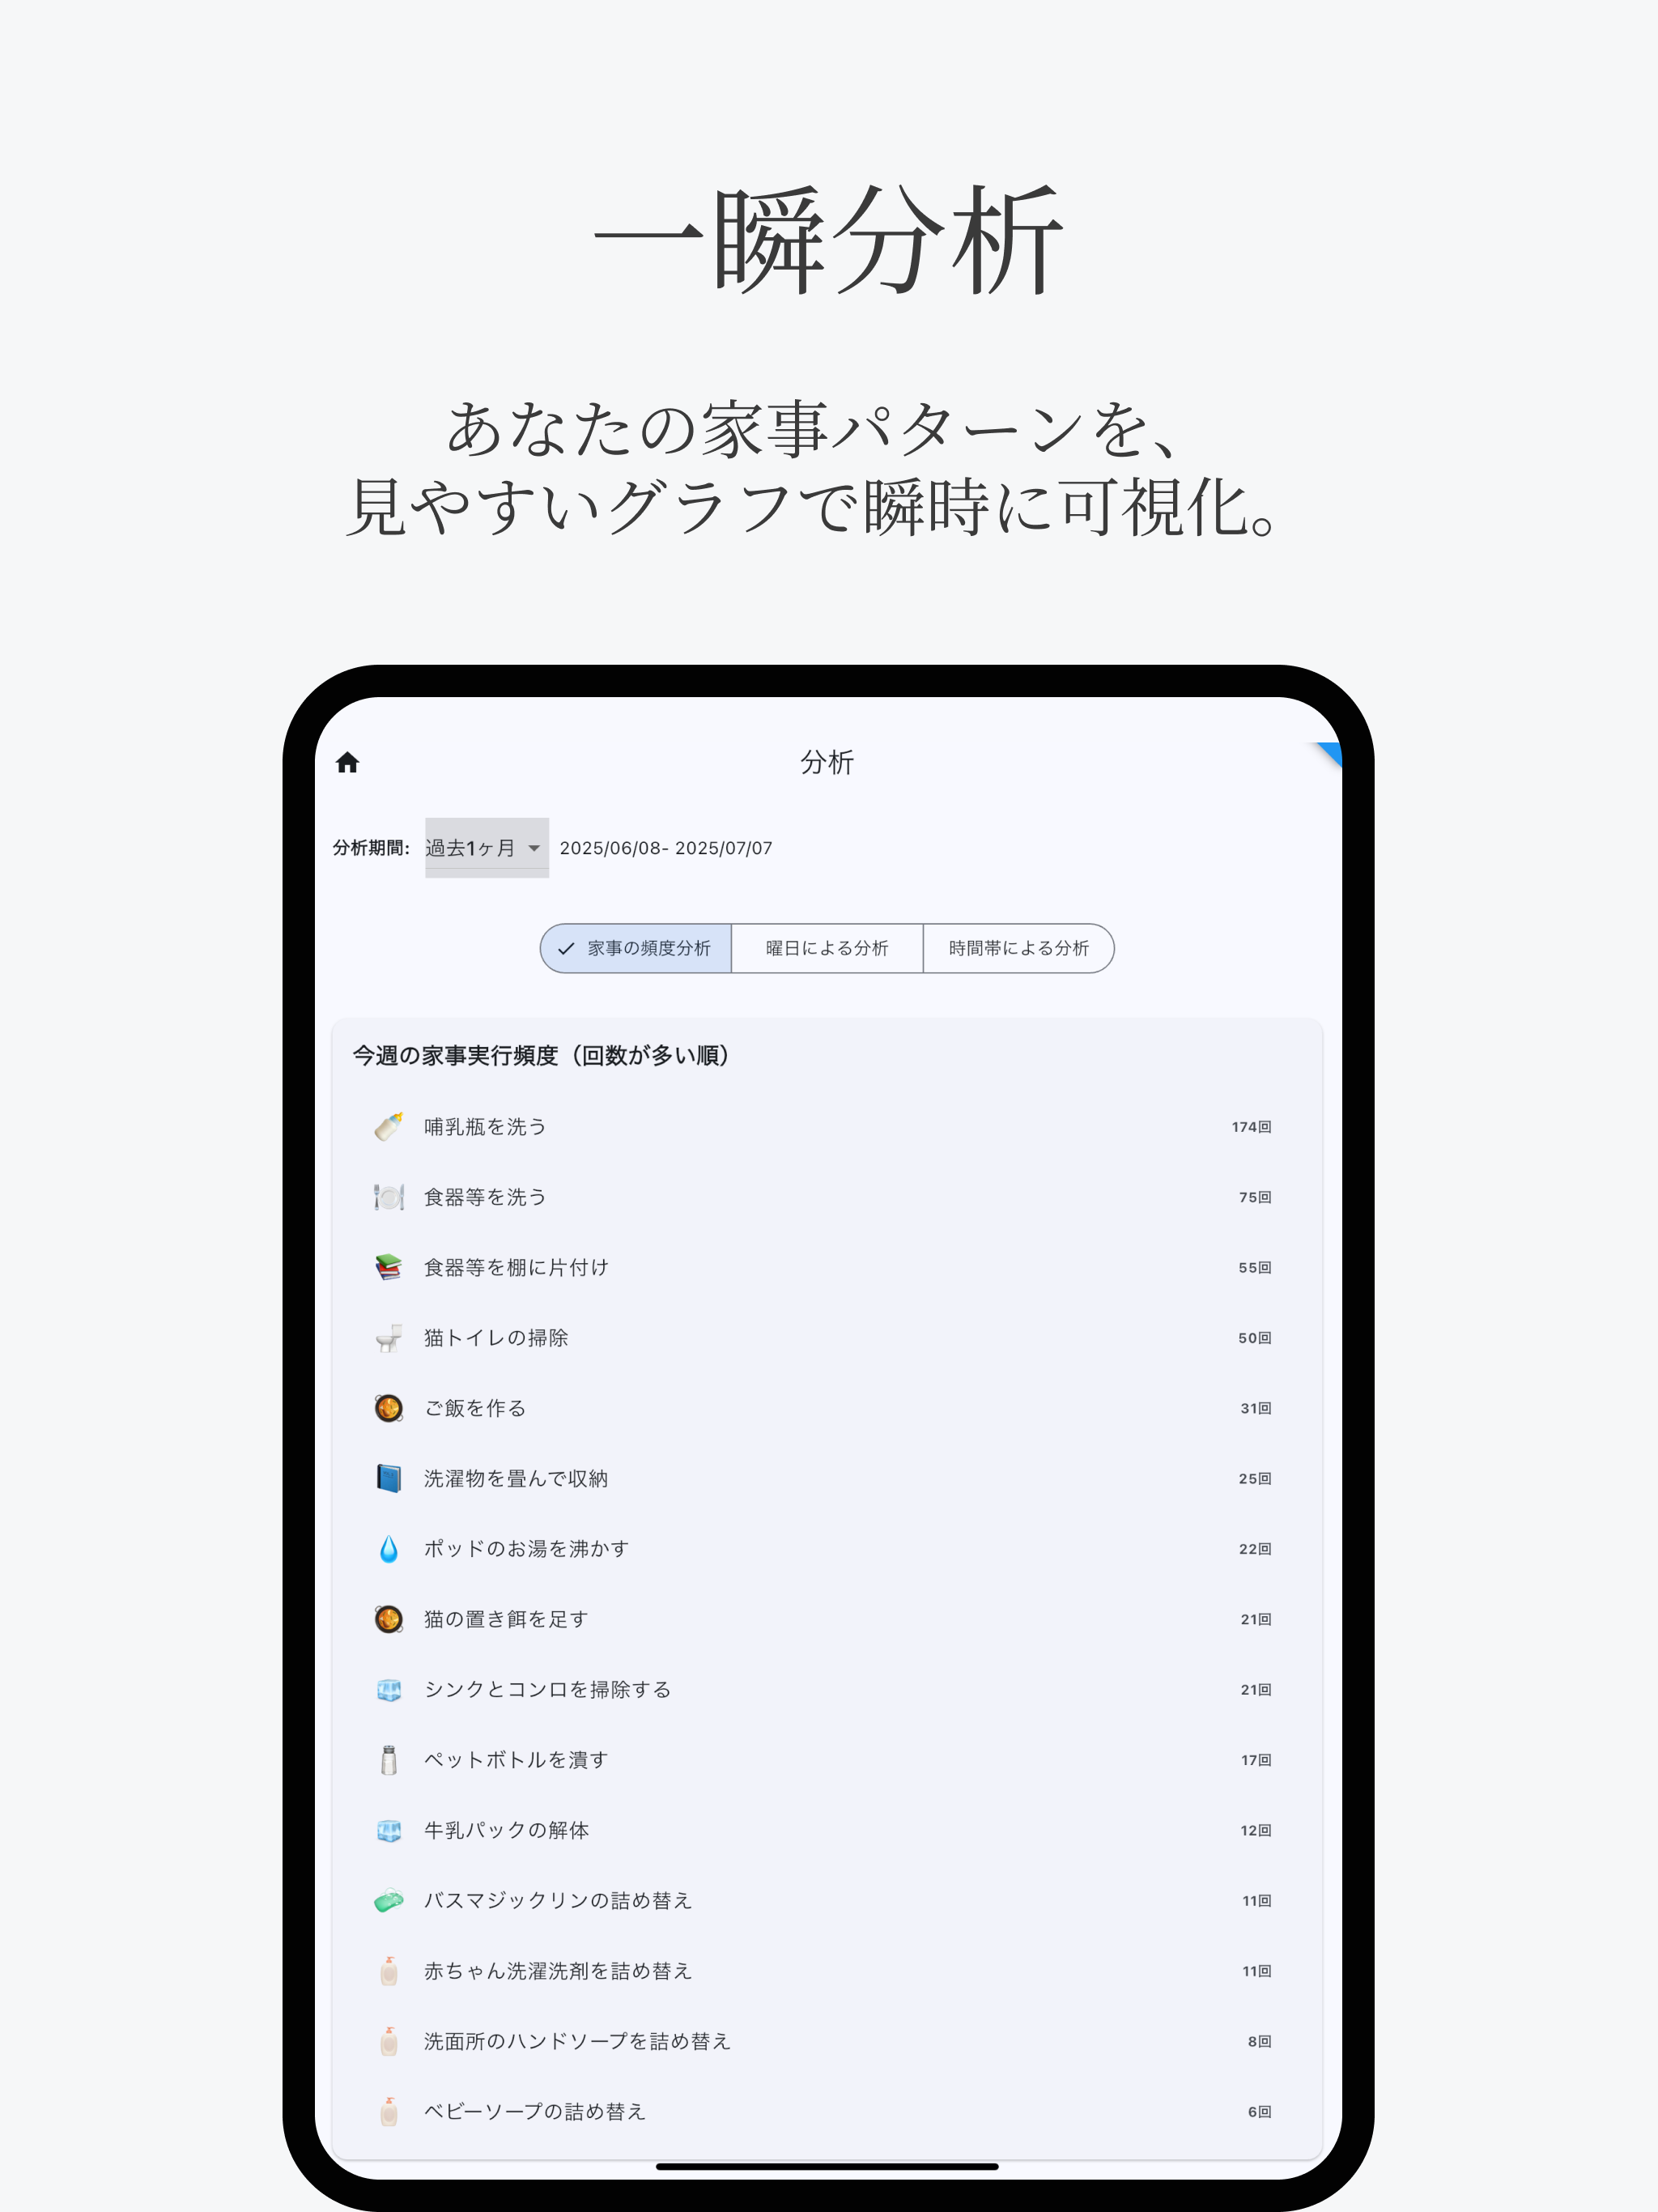 一瞬分析
あなたの家事パターンを、
見やすいグラフで瞬時に可視化。
分析
分析期間: 過去1ヶ月 2025/06/08- 2025/07/07
家事の頻度分析 曜日による分析 時間帯による分析
今週の家事実行頻度（回数が多い順）
哺乳瓶を洗う 174回
食器等を洗う 75回
食器等を棚に片付け 55回
猫トイレの掃除 50回
ご飯を作る 31回
洗濯物を畳んで収納 25回
ポッドのお湯を沸かす 22回
猫の置き餌を足す 21回
シンクとコンロを掃除する 21回
ペットボトルを潰す 17回
牛乳パックの解体 12回
バスマジックリンの詰め替え 11回
赤ちゃん洗濯洗剤を詰め替え 11回
洗面所のハンドソープを詰め替え 8回
ベビーソープの詰め替え 6回